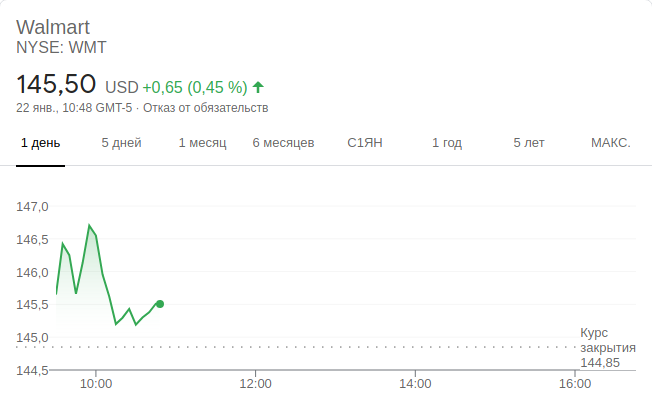 Walmart
NYSE: WMT
145,50 USD +0,65 (0,45 %)
22 янв., 10:48 GMT-5 · Отказ от обязательств
1 день 5 дней 1 месяц 6 месяцев С1ЯН 1 год 5 лет МАКС.
147,0
146,5
146,0
145,5
145,0
144,5
Курс
закрытия
144,85
10:00 12:00 14:00 16:00